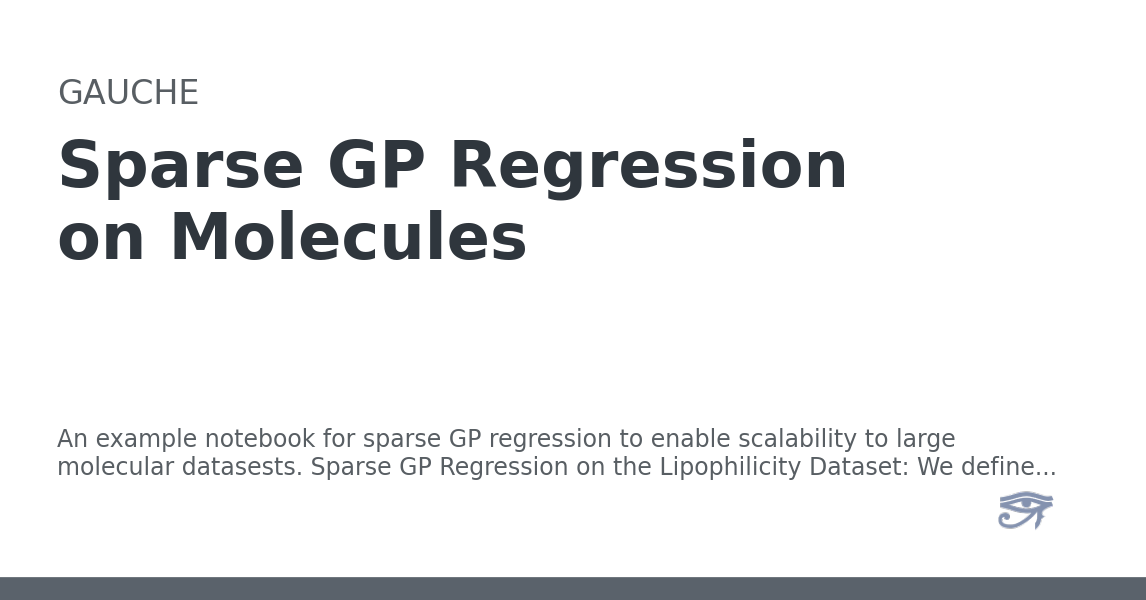 GAUCHE
Sparse GP Regression
on Molecules
An example notebook for sparse GP regression to enable scalability to large
molecular datasests. Sparse GP Regression on the Lipophilicity Dataset: We define...